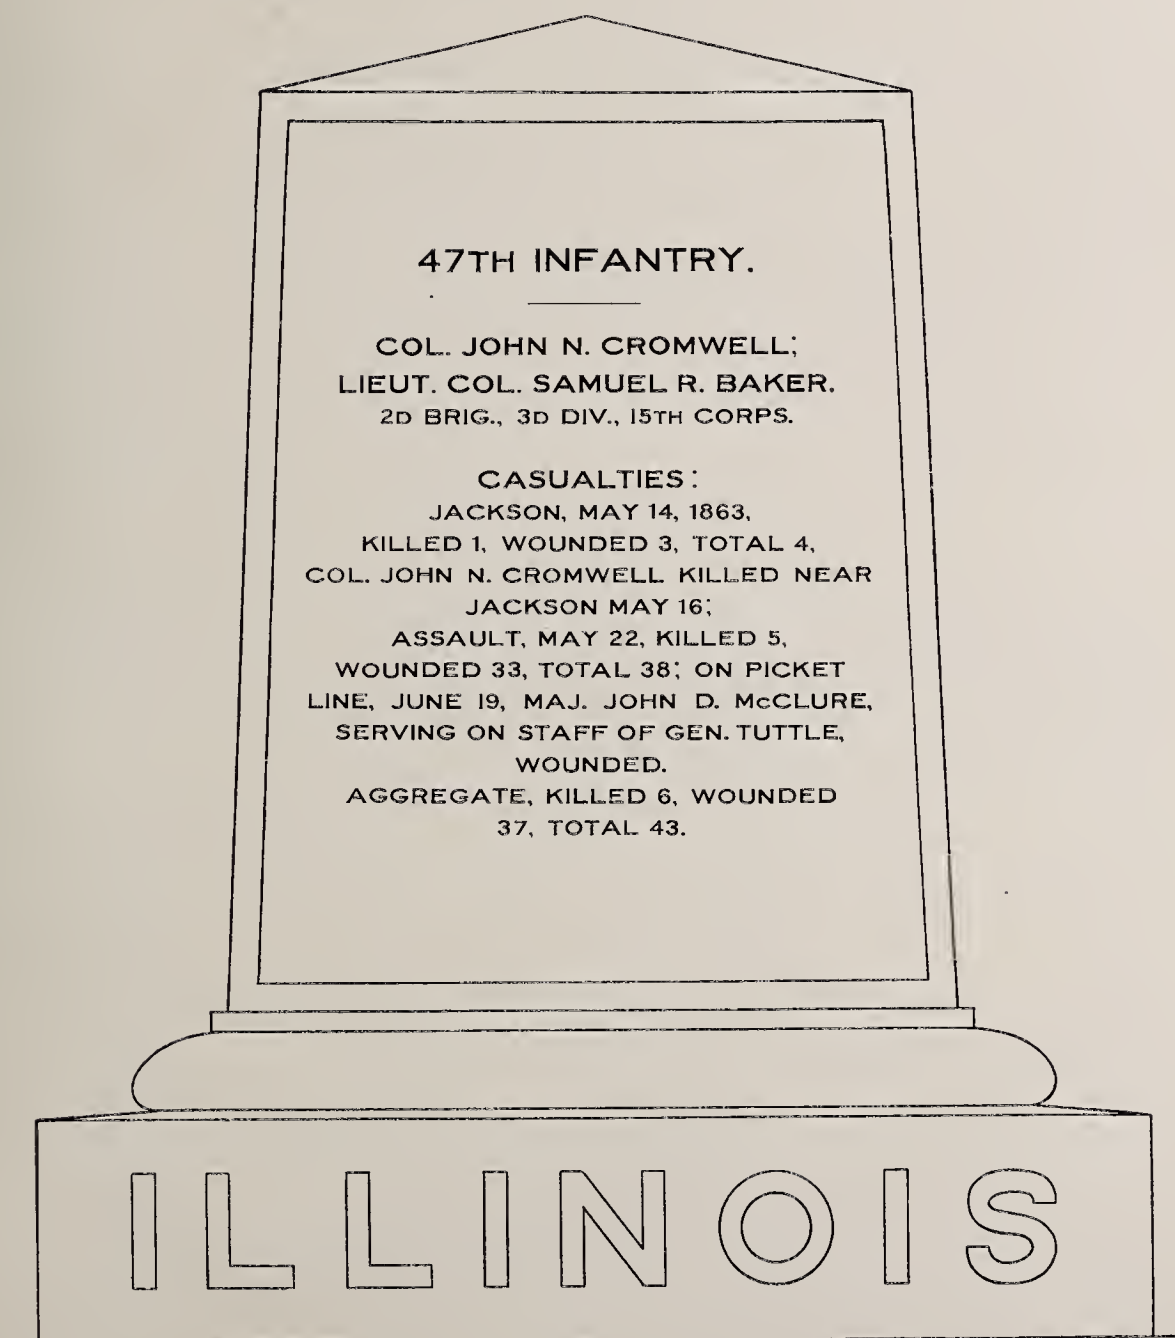 47TH INFANTRY.
COL. JOHN N. CROMWELL;
LIEUT. COL. SAMUEL R. BAKER.
2D BRIG., 3D DIV., 15TH CORPS.
CASUALTIES:
JACKSON, MAY 14, 1863,
KILLED 1, WOUNDED 3, TOTAL 4,
COL. JOHN N. CROMWELL KILLED NEAR
JACKSON MAY 16;
ASSAULT, MAY 22, KILLED 5,
WOUNDED 33, TOTAL 38; ON PICKET
LINE, JUNE 19, MAJ. JOHN D. McCLURE,
SERVING ON STAFF OF GEN. TUTTLE,
WOUNDED.
AGGREGATE, KILLED 6, WOUNDED
37, TOTAL 43.
ILLINOIS